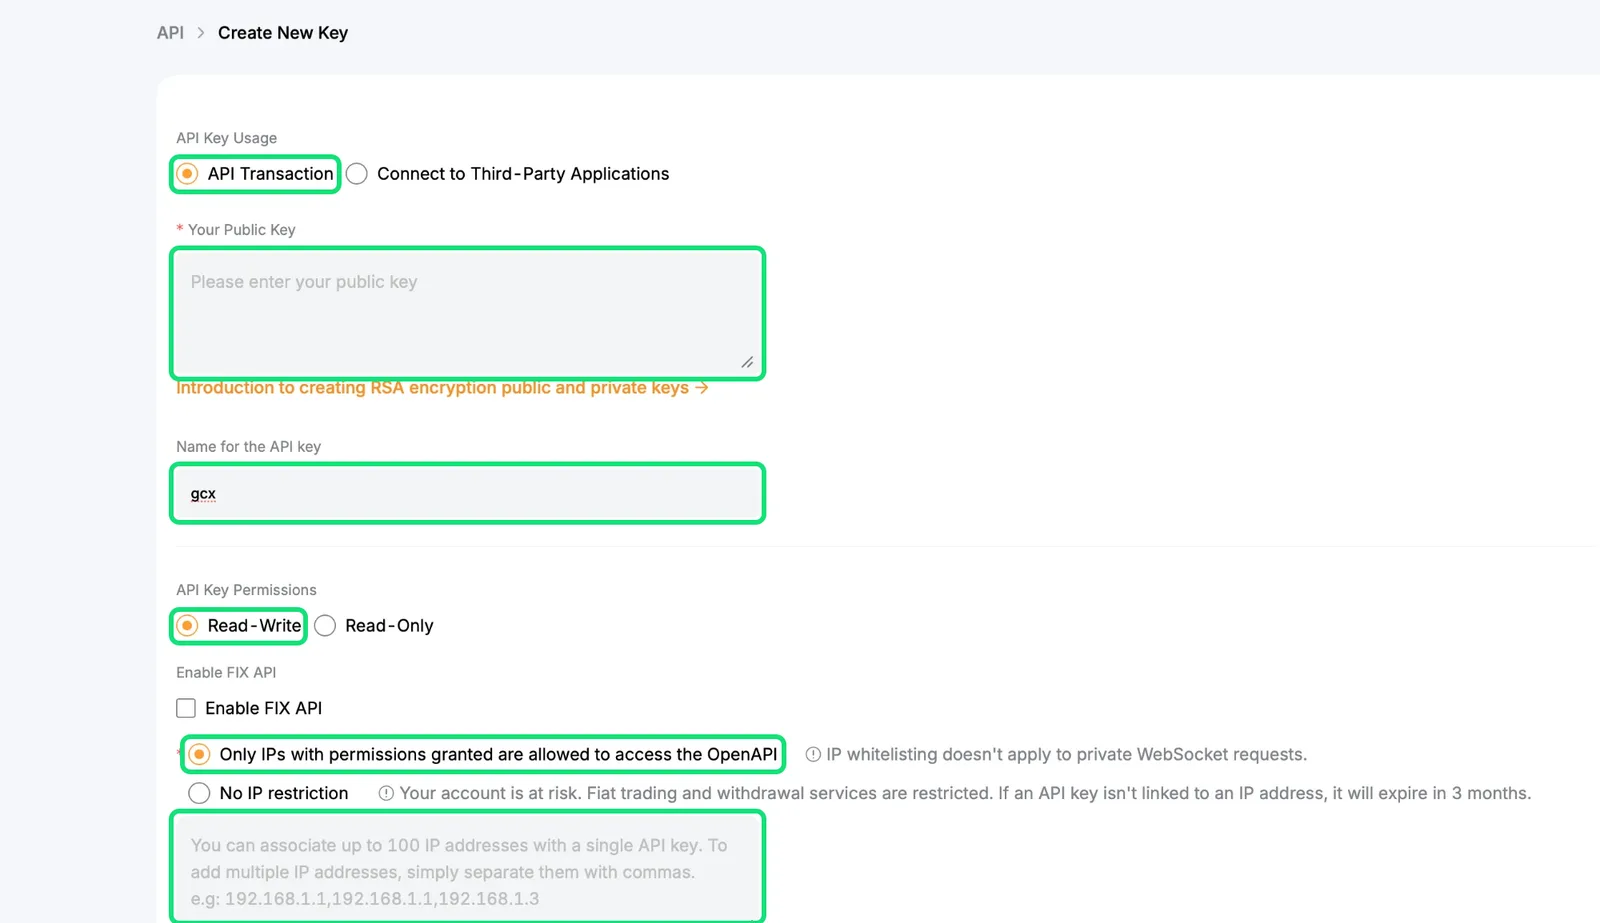 API > Create New Key
API Key Usage
API Transaction Connect to Third-Party Applications
* Your Public Key
Please enter your public key
Introduction to creating RSA encryption public and private keys →
Name for the API key
gcx
API Key Permissions
Read-Write Read-Only
Enable FIX API
Enable FIX API
* Only IPs with permissions granted are allowed to access the OpenAPI IP whitelisting doesn't apply to private WebSocket requests.
No IP restriction Your account is at risk. Fiat trading and withdrawal services are restricted. If an API key isn't linked to an IP address, it will expire in 3 months.
You can associate up to 100 IP addresses with a single API key. To
add multiple IP addresses, simply separate them with commas.
e.g: 192.168.1.1,192.168.1.1,192.168.1.3